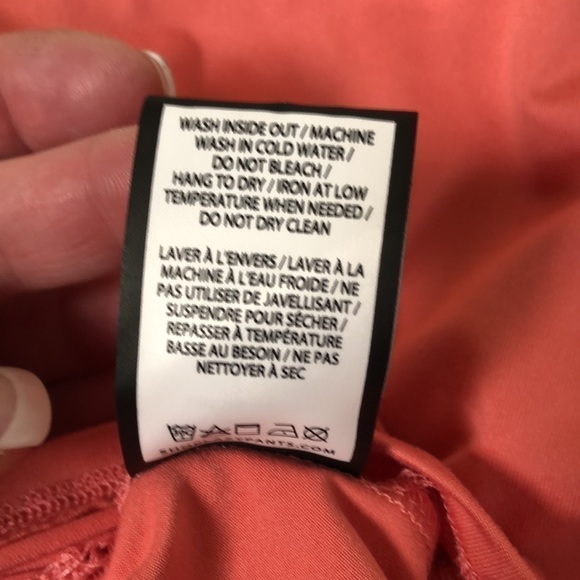 WASH INSIDE OUT / MACHINE
WASH IN COLD WATER /
DO NOT BLEACH /
HANG TO DRY / IRON AT LOW
TEMPERATURE WHEN NEEDED /
DO NOT DRY CLEAN
LAVER À L'ENVERS / LAVER À LA
MACHINE À L'EAU FROIDE / NE
PAS UTILISER DE JAVELLISANT /
SUSPENDRE POUR SÉCHER /
REPASSER À TEMPÉRATURE
BASSE AU BESOIN / NE PAS
NETTOYER À SEC